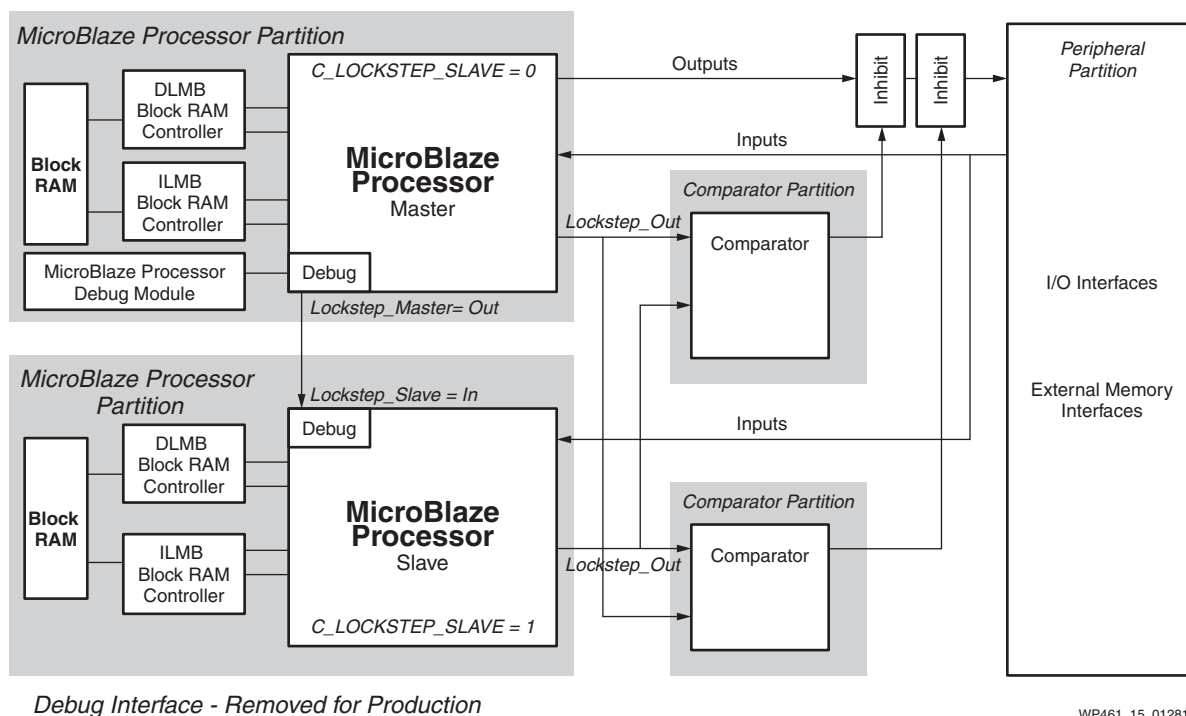 MicroBlaze Processor Partition
C_LOCKSTEP_SLAVE = 0
DLMB
Block RAM
Controller
Block
RAM
ILMB
Block RAM
Controller
MicroBlaze
Processor
Master
MicroBlaze Processor
Debug Module
Debug
Lockstep_Master= Out
Outputs
Inhibit
Inhibit
Inputs
Comparator Partition
Lockstep_Out
Comparator
Peripheral
Partition
I/O Interfaces
External Memory
Interfaces
MicroBlaze Processor
Partition
Lockstep_Slave = In
Debug
DLMB
Block RAM
Controller
Block
RAM
ILMB
Block RAM
Controller
MicroBlaze
Processor
Slave
C_LOCKSTEP_SLAVE = 1
Inputs
Comparator Partition
Lockstep_Out
Comparator
Debug Interface - Removed for Production
WP461_15_01281